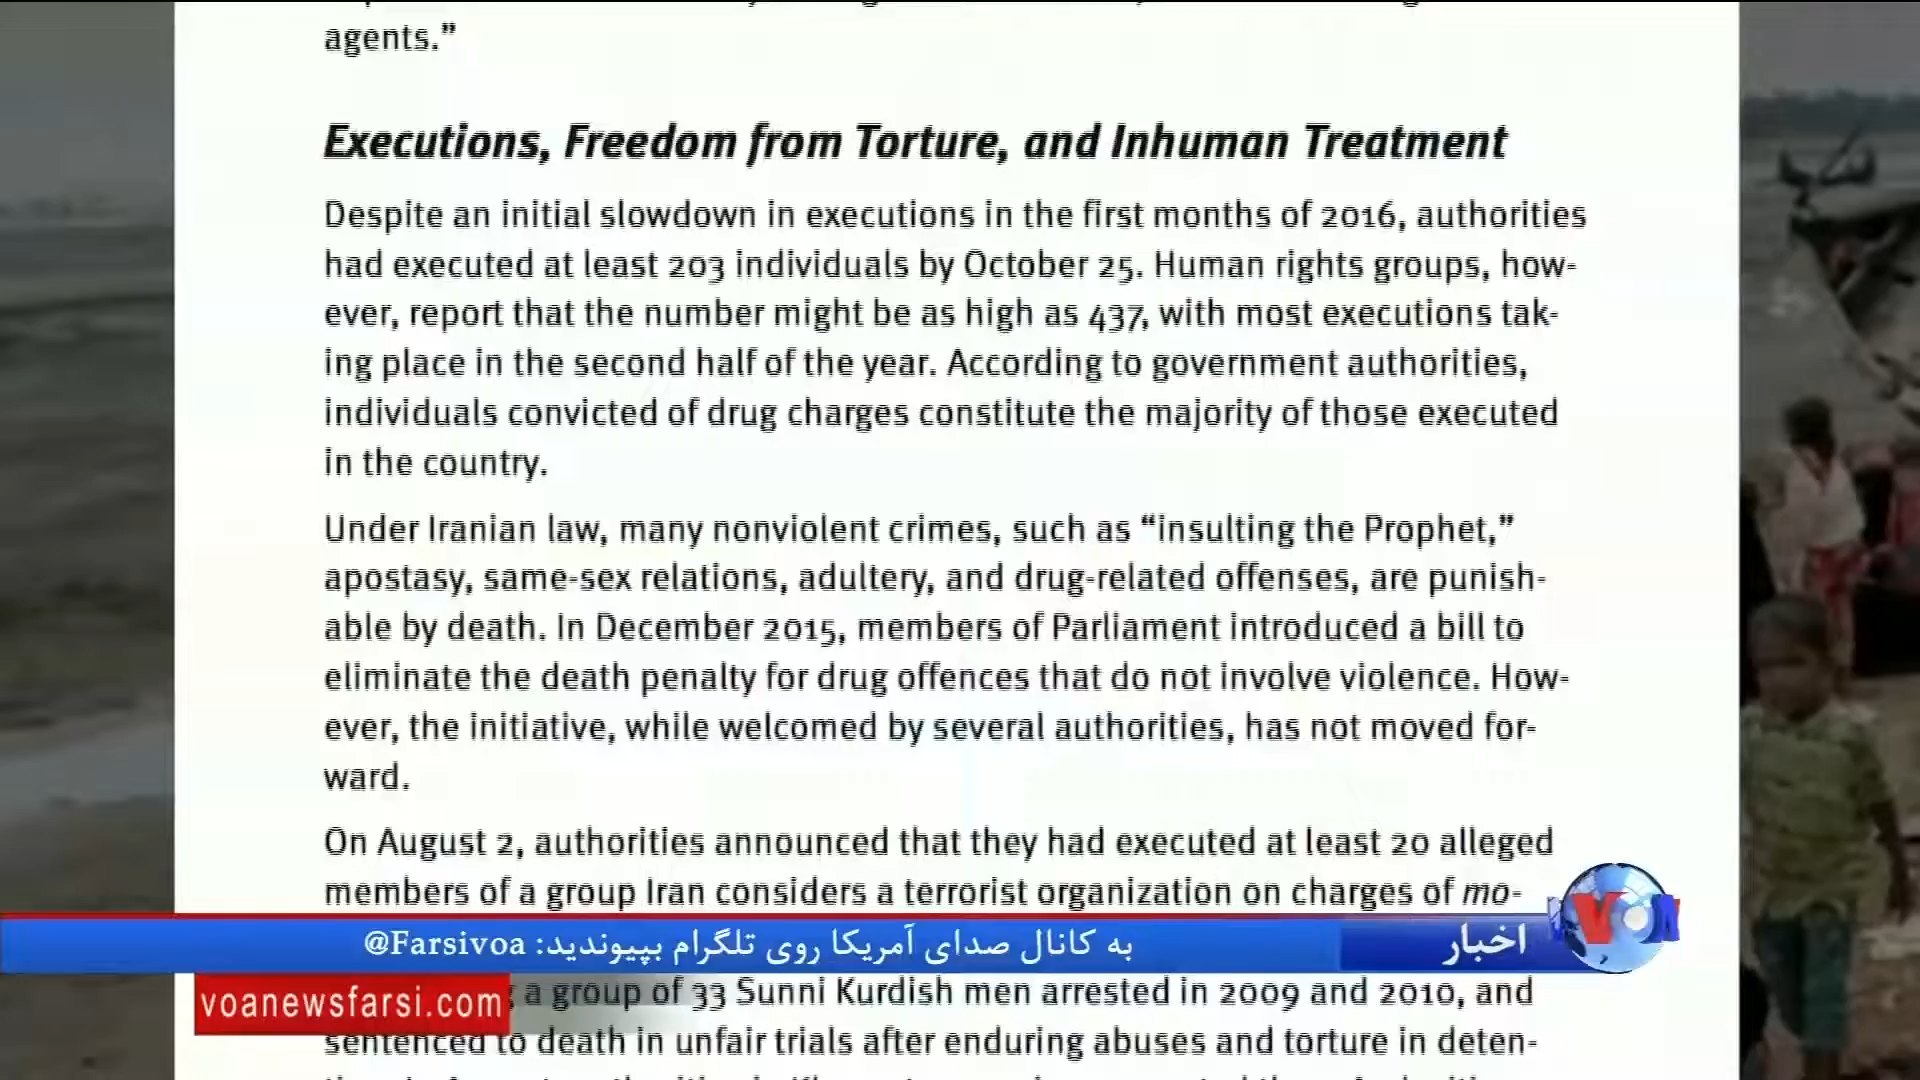 agents.”
Executions, Freedom from Torture, and Inhuman Treatment
Despite an initial slowdown in executions in the first months of 2016, authorities
had executed at least 203 individuals by October 25. Human rights groups, how-
ever, report that the number might be as high as 437, with most executions tak-
ing place in the second half of the year. According to government authorities,
individuals convicted of drug charges constitute the majority of those executed
in the country.
Under Iranian law, many nonviolent crimes, such as “insulting the Prophet,”
apostasy, same-sex relations, adultery, and drug-related offenses, are punish-
able by death. In December 2015, members of Parliament introduced a bill to
eliminate the death penalty for drug offences that do not involve violence. How-
ever, the initiative, while welcomed by several authorities, has not moved for-
ward.
On August 2, authorities announced that they had executed at least 20 alleged
members of a group Iran considers a terrorist organization on charges of mo-
VOA
اخبار
به کانال صدای آمریکا روی تلگرام بپیوندید: @Farsivoa
voanewsfarsi.com
a group of 33 Sunni Kurdish men arrested in 2009 and 2010, and
sentenced to death in unfair trials after enduring abuses and torture in deten-